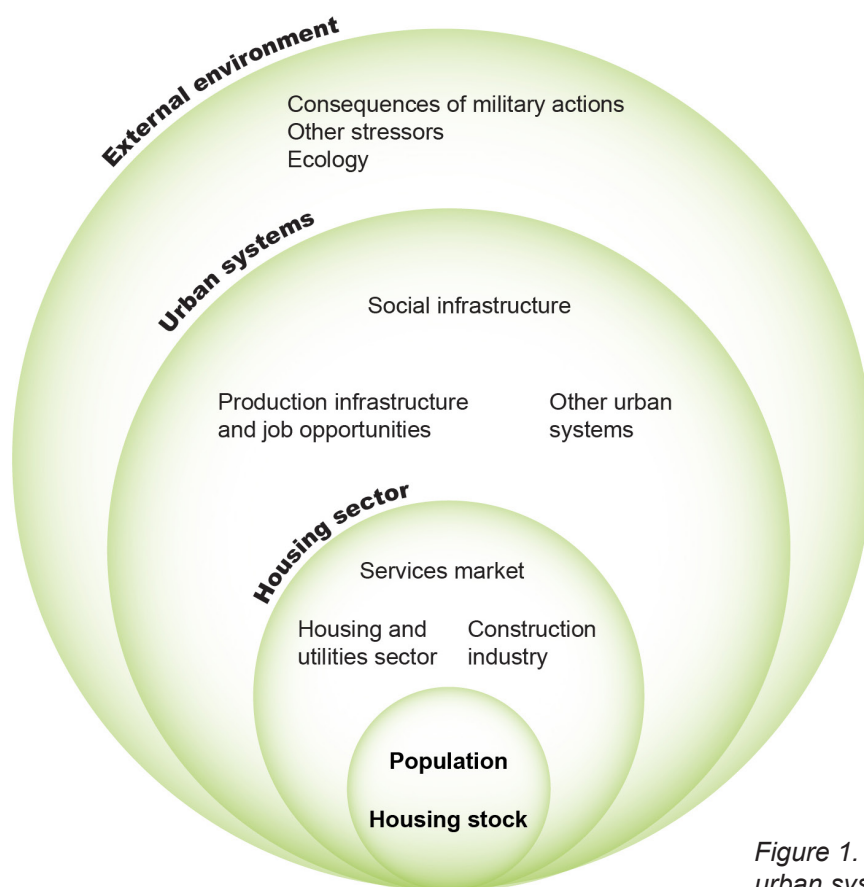 External environment
Consequences of military actions
Other stressors
Ecology
Urban systems
Social infrastructure
Production infrastructure
and job opportunities
Other urban
systems
Housing sector
Services market
Housing and
utilities sector
Construction
industry
Population
Housing stock
Figure 1.
urban sys